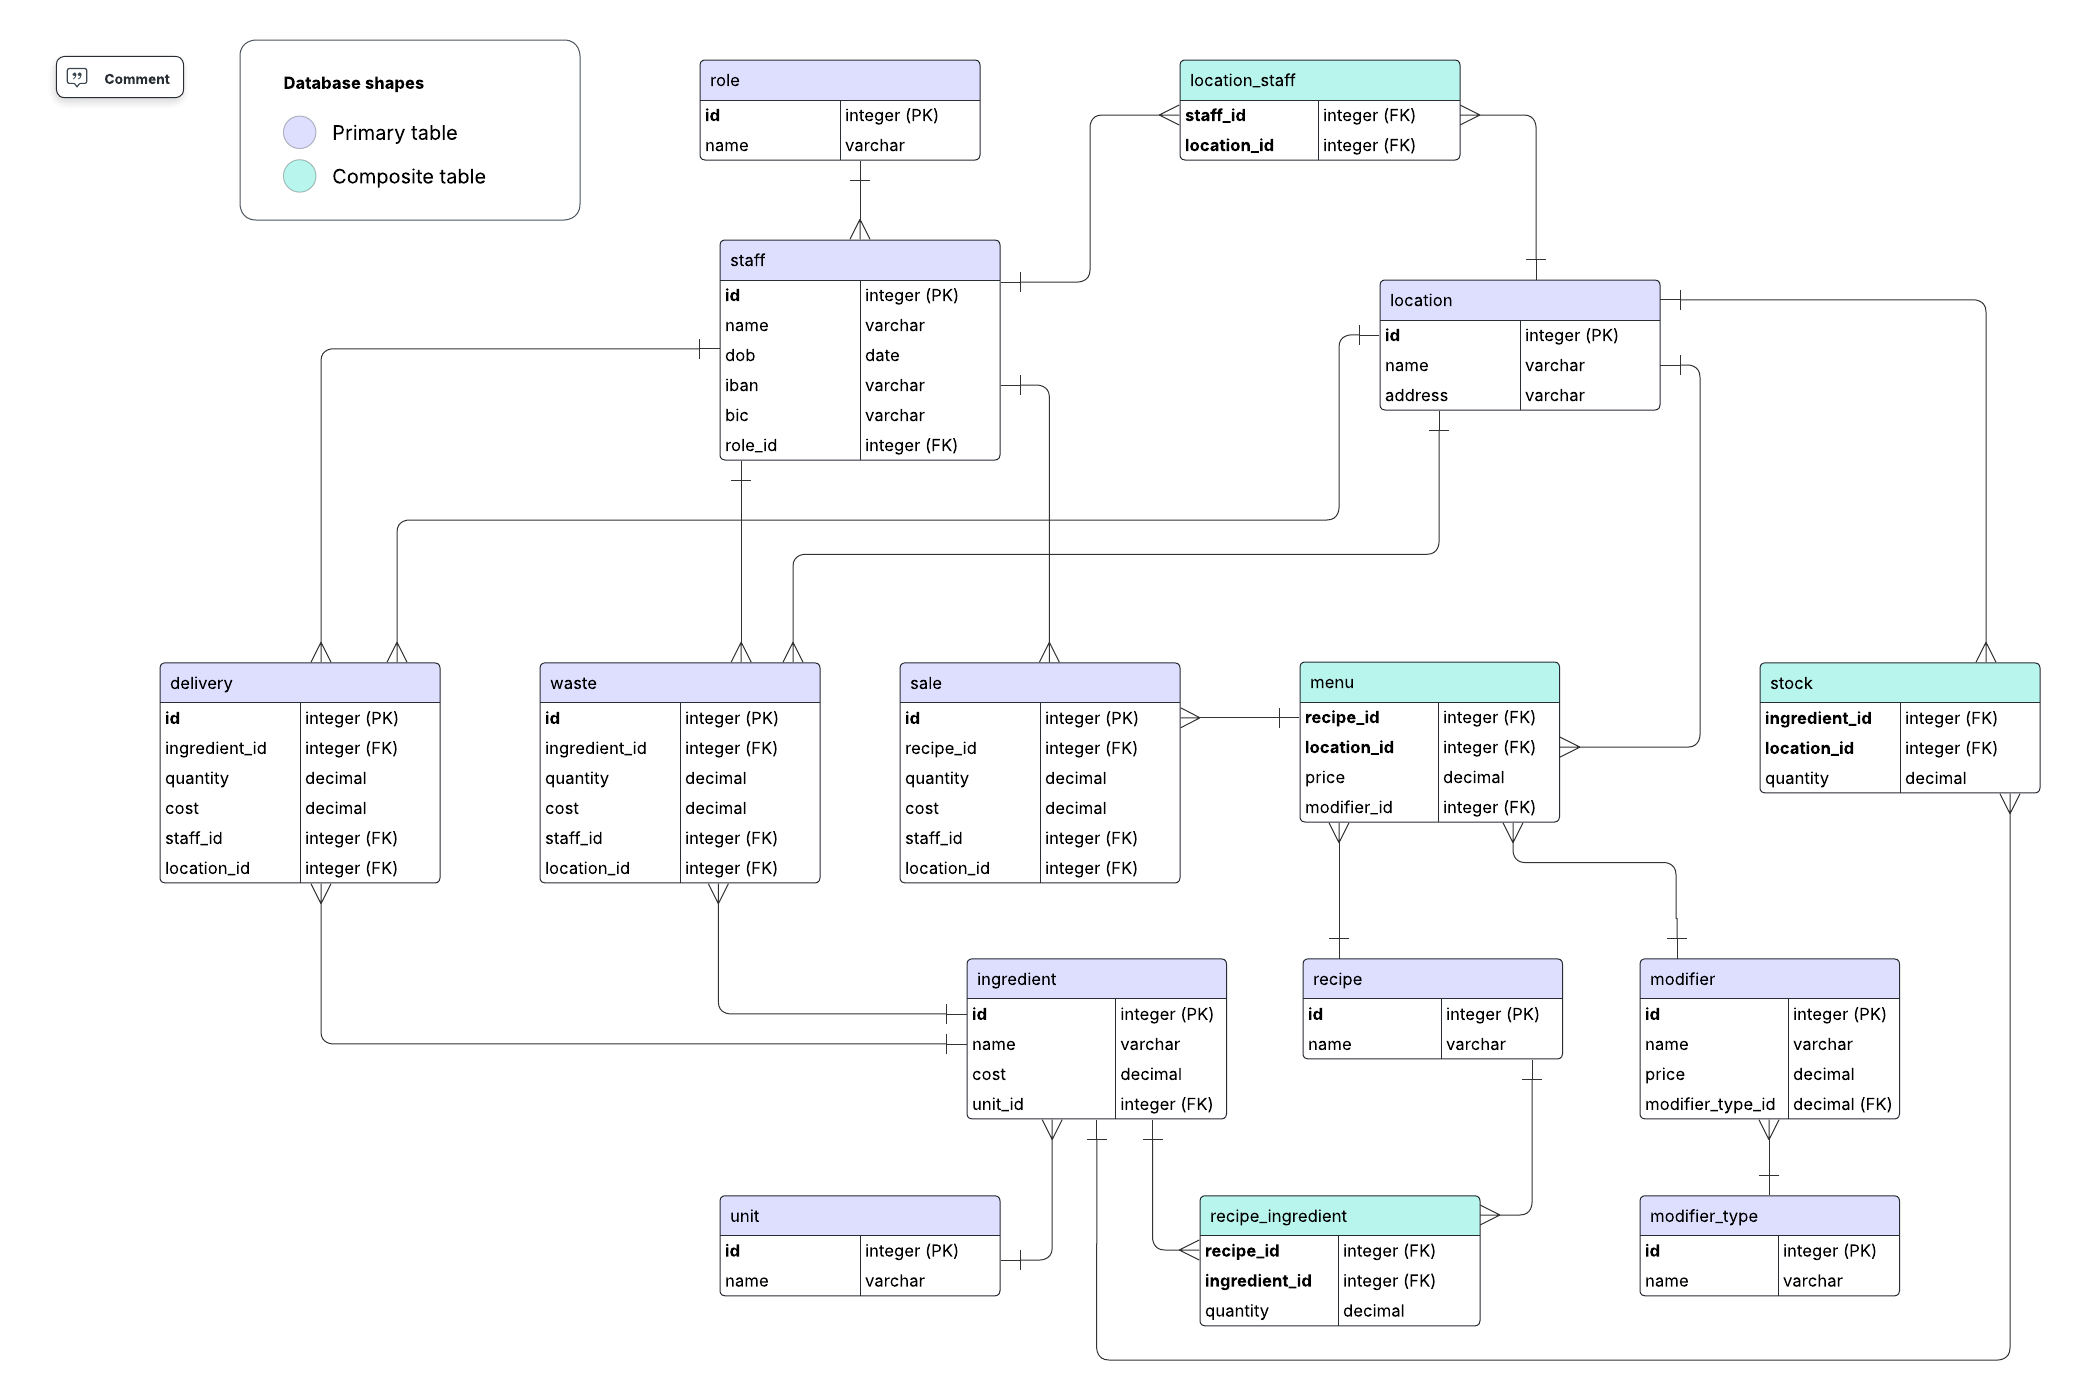 Comment
Database shapes
Primary table
Composite table
role
id integer (PK)
name varchar
location_staff
staff_id integer (FK)
location_id integer (FK)
staff
id integer (PK)
name varchar
dob date
iban varchar
bic varchar
role_id integer (FK)
location
id integer (PK)
name varchar
address varchar
delivery
id integer (PK)
ingredient_id integer (FK)
quantity decimal
cost decimal
staff_id integer (FK)
location_id integer (FK)
waste
id integer (PK)
ingredient_id integer (FK)
quantity decimal
cost decimal
staff_id integer (FK)
location_id integer (FK)
sale
id integer (PK)
recipe_id integer (FK)
quantity decimal
cost decimal
staff_id integer (FK)
location_id integer (FK)
menu
recipe_id integer (FK)
location_id integer (FK)
price decimal
modifier_id integer (FK)
stock
ingredient_id integer (FK)
location_id integer (FK)
quantity decimal
ingredient
id integer (PK)
name varchar
cost decimal
unit_id integer (FK)
recipe
id integer (PK)
name varchar
modifier
id integer (PK)
name varchar
price decimal
modifier_type_id decimal (FK)
unit
id integer (PK)
name varchar
recipe_ingredient
recipe_id integer (FK)
ingredient_id integer (FK)
quantity decimal
modifier_type
id integer (PK)
name varchar